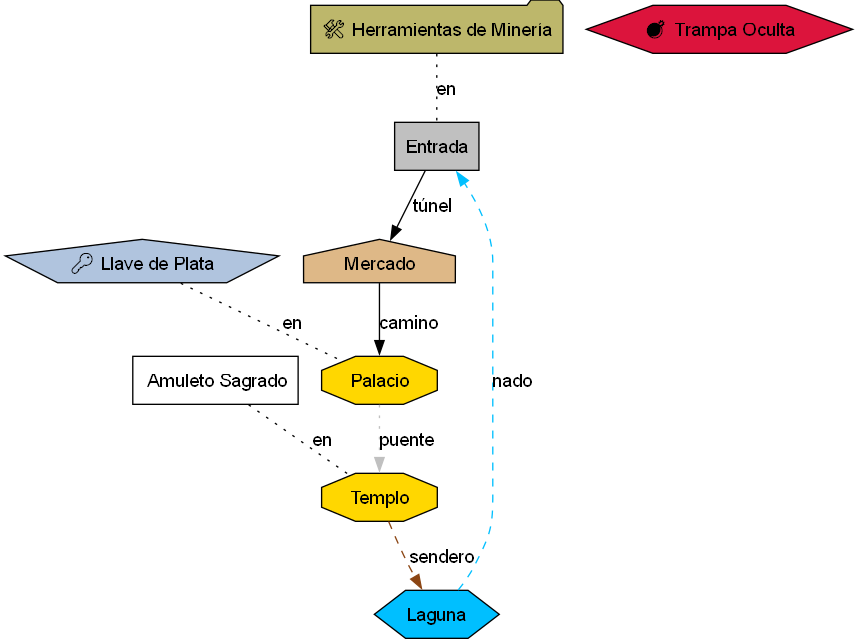 🛠 Herramientas de Minería
💣 Trampa Oculta
en
Entrada
túnel
🔑 Llave de Plata
Mercado
en
camino
Amuleto Sagrado
Palacio
nado
en
puente
Templo
sendero
Laguna